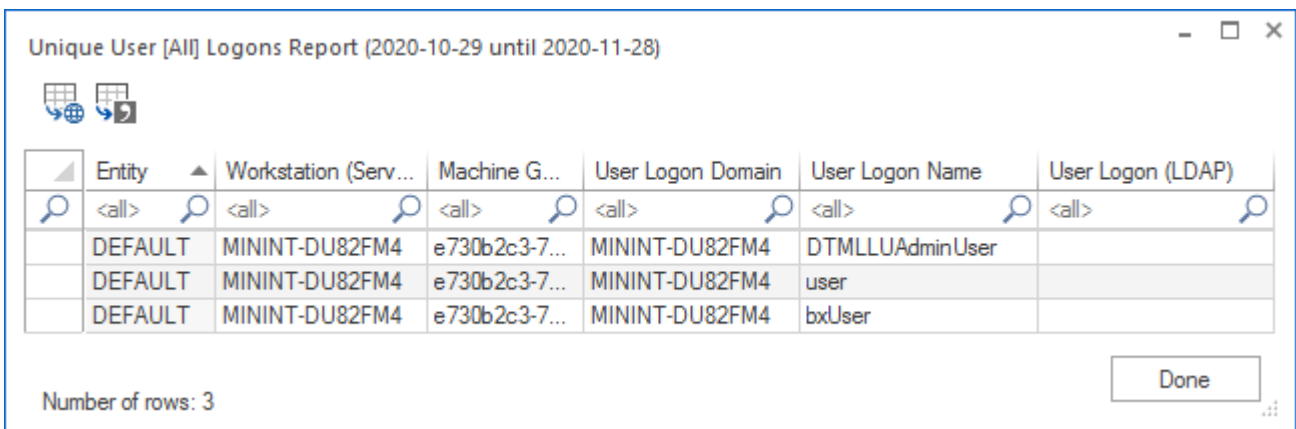 Unique User [All] Logons Report (2020-10-29 until 2020-11-28)
Entity Workstation (Serv... Machine G... User Logon Domain User Logon Name User Logon (LDAP)
<all> <all> <all> <all> <all> <all>
DEFAULT MININT-DU82FM4 e730b2c3-7... MININT-DU82FM4 DTMLLUAdminUser
DEFAULT MININT-DU82FM4 e730b2c3-7... MININT-DU82FM4 user
DEFAULT MININT-DU82FM4 e730b2c3-7... MININT-DU82FM4 bxUser
Done
Number of rows: 3